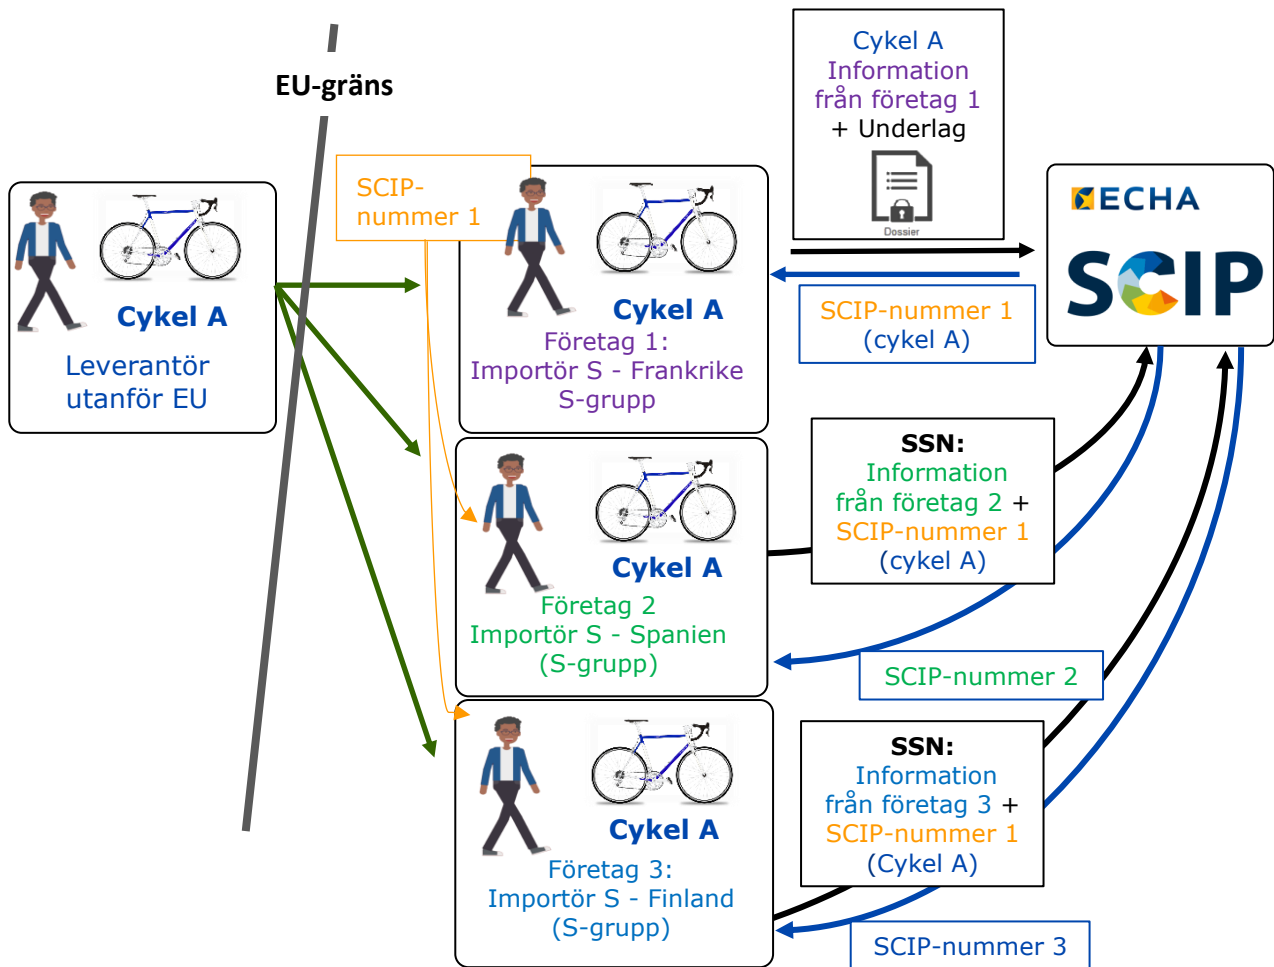 EU-gräns
Cykel A
Leverantör
utanför EU
SCIP-
nummer 1
Cykel A
Företag 1:
Importör S - Frankrike
S-grupp
Cykel A
Information
från företag 1
+ Underlag
Dossier
ECHA
SCIP
SCIP-nummer 1
(cykel A)
Cykel A
Företag 2
Importör S - Spanien
(S-grupp)
SSN:
Information
från företag 2 +
SCIP-nummer 1
(cykel A)
SCIP-nummer 2
Cykel A
Företag 3:
Importör S - Finland
(S-grupp)
SSN:
Information
från företag 3 +
SCIP-nummer 1
(Cykel A)
SCIP-nummer 3